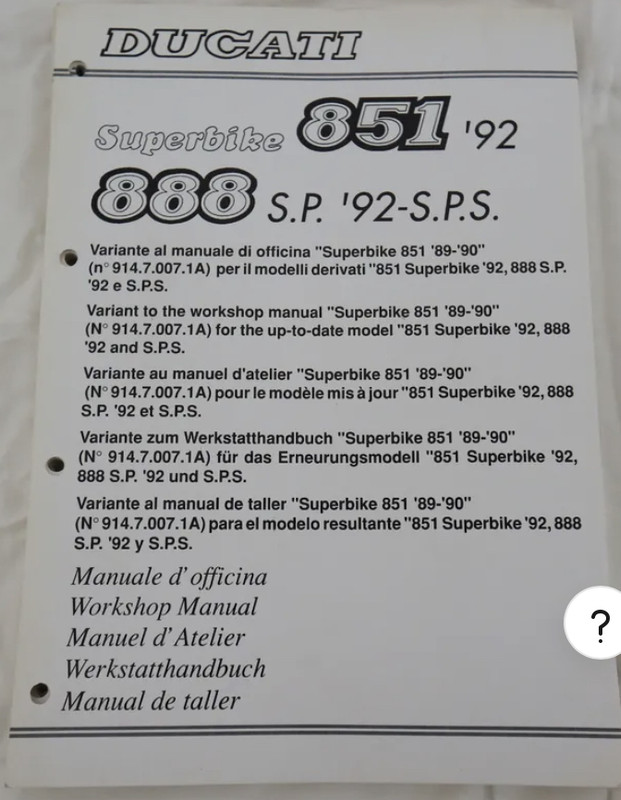 DUCATI
Superbike 851 '92
888 S.P. '92-S.P.S.
Variante al manuale di officina "Superbike 851 '89-'90"
(n° 914.7.007.1A) per il modelli derivati "851 Superbike '92, 888 S.P.
'92 e S.P.S.
Variant to the workshop manual "Superbike 851 '89-'90"
(N° 914.7.007.1A) for the up-to-date model "851 Superbike '92, 888
'92 and S.P.S.
Variante au manuel d'atelier "Superbike 851 '89-'90"
(N° 914.7.007.1A) pour le modèle mis à jour "851 Superbike '92, 888
S.P. '92 et S.P.S.
Variante zum Werkstatthandbuch "Superbike 851 '89-'90"
(N° 914.7.007.1A) für das Erneurungsmodell "851 Superbike '92,
888 S.P. '92 und S.P.S.
Variante al manual de taller "Superbike 851 '89-'90"
(N° 914.7.007.1A) para el modelo resultante "851 Superbike '92, 888
S.P. '92 y S.P.S.
Manuale d'officina
Workshop Manual
Manuel d'Atelier
Werkstatthandbuch
Manual de taller
?